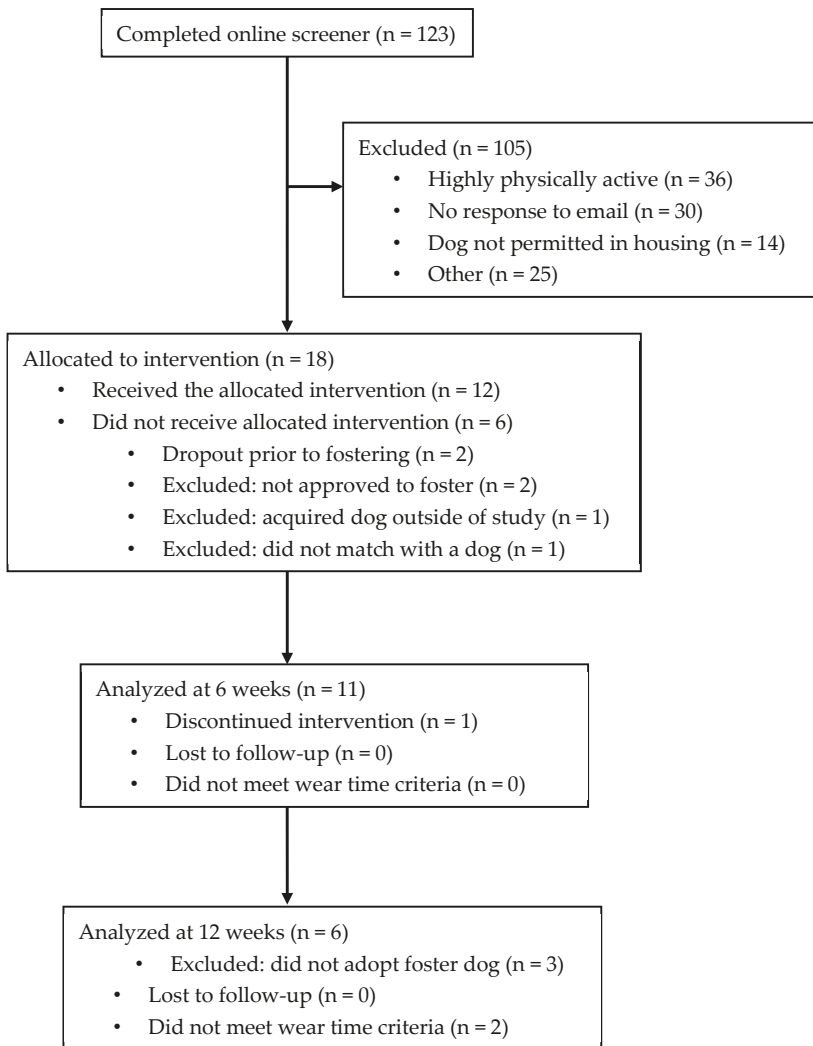 Completed online screener (n = 123)
Excluded (n = 105)
• Highly physically active (n = 36)
• No response to email (n = 30)
• Dog not permitted in housing (n = 14)
• Other (n = 25)
Allocated to intervention (n = 18)
• Received the allocated intervention (n = 12)
• Did not receive allocated intervention (n = 6)
• Dropout prior to fostering (n = 2)
• Excluded: not approved to foster (n = 2)
• Excluded: acquired dog outside of study (n = 1)
• Excluded: did not match with a dog (n = 1)
Analyzed at 6 weeks (n = 11)
• Discontinued intervention (n = 1)
• Lost to follow-up (n = 0)
• Did not meet wear time criteria (n = 0)
Analyzed at 12 weeks (n = 6)
• Excluded: did not adopt foster dog (n = 3)
• Lost to follow-up (n = 0)
• Did not meet wear time criteria (n = 2)